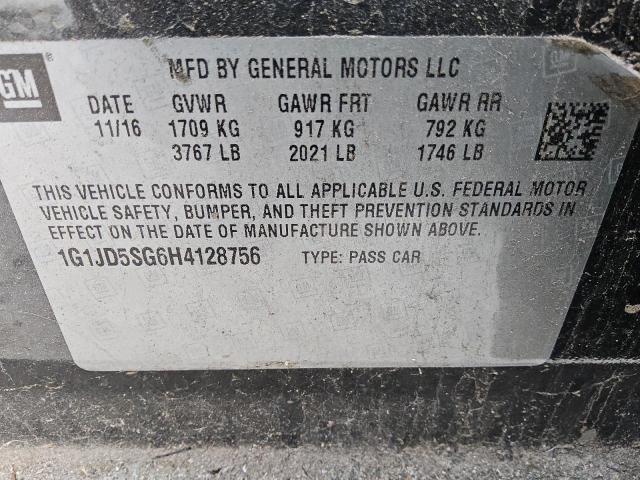 GM ®
MFD BY GENERAL MOTORS LLC
DATE GVWR GAWR FRT GAWR RR
11/16 1709 KG 917 KG 792 KG
3767 LB 2021 LB 1746 LB
THIS VEHICLE CONFORMS TO ALL APPLICABLE U.S. FEDERAL MOTOR
VEHICLE SAFETY, BUMPER, AND THEFT PREVENTION STANDARDS IN
EFFECT ON THE DATE OF MANUFACTURE SHOWN ABOVE.
1G1JD5SG6H4128756 TYPE: PASS CAR